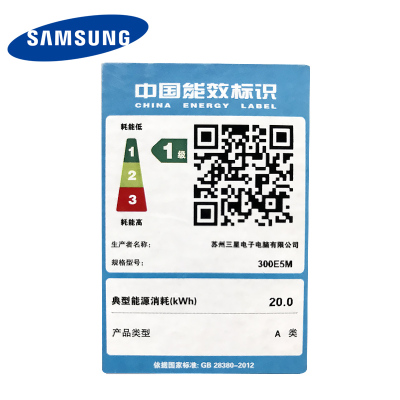 SAMSUNG
中国能效标识
CHINA ENERGY LABEL
耗能低
1
2
3
耗能高
1级
生产者名称: 苏州三星电子电脑有限公司
规格型号: 300E5M
典型能源消耗(kWh) 20.0
产品类型 A 类
依据国家标准: GB 28380-2012